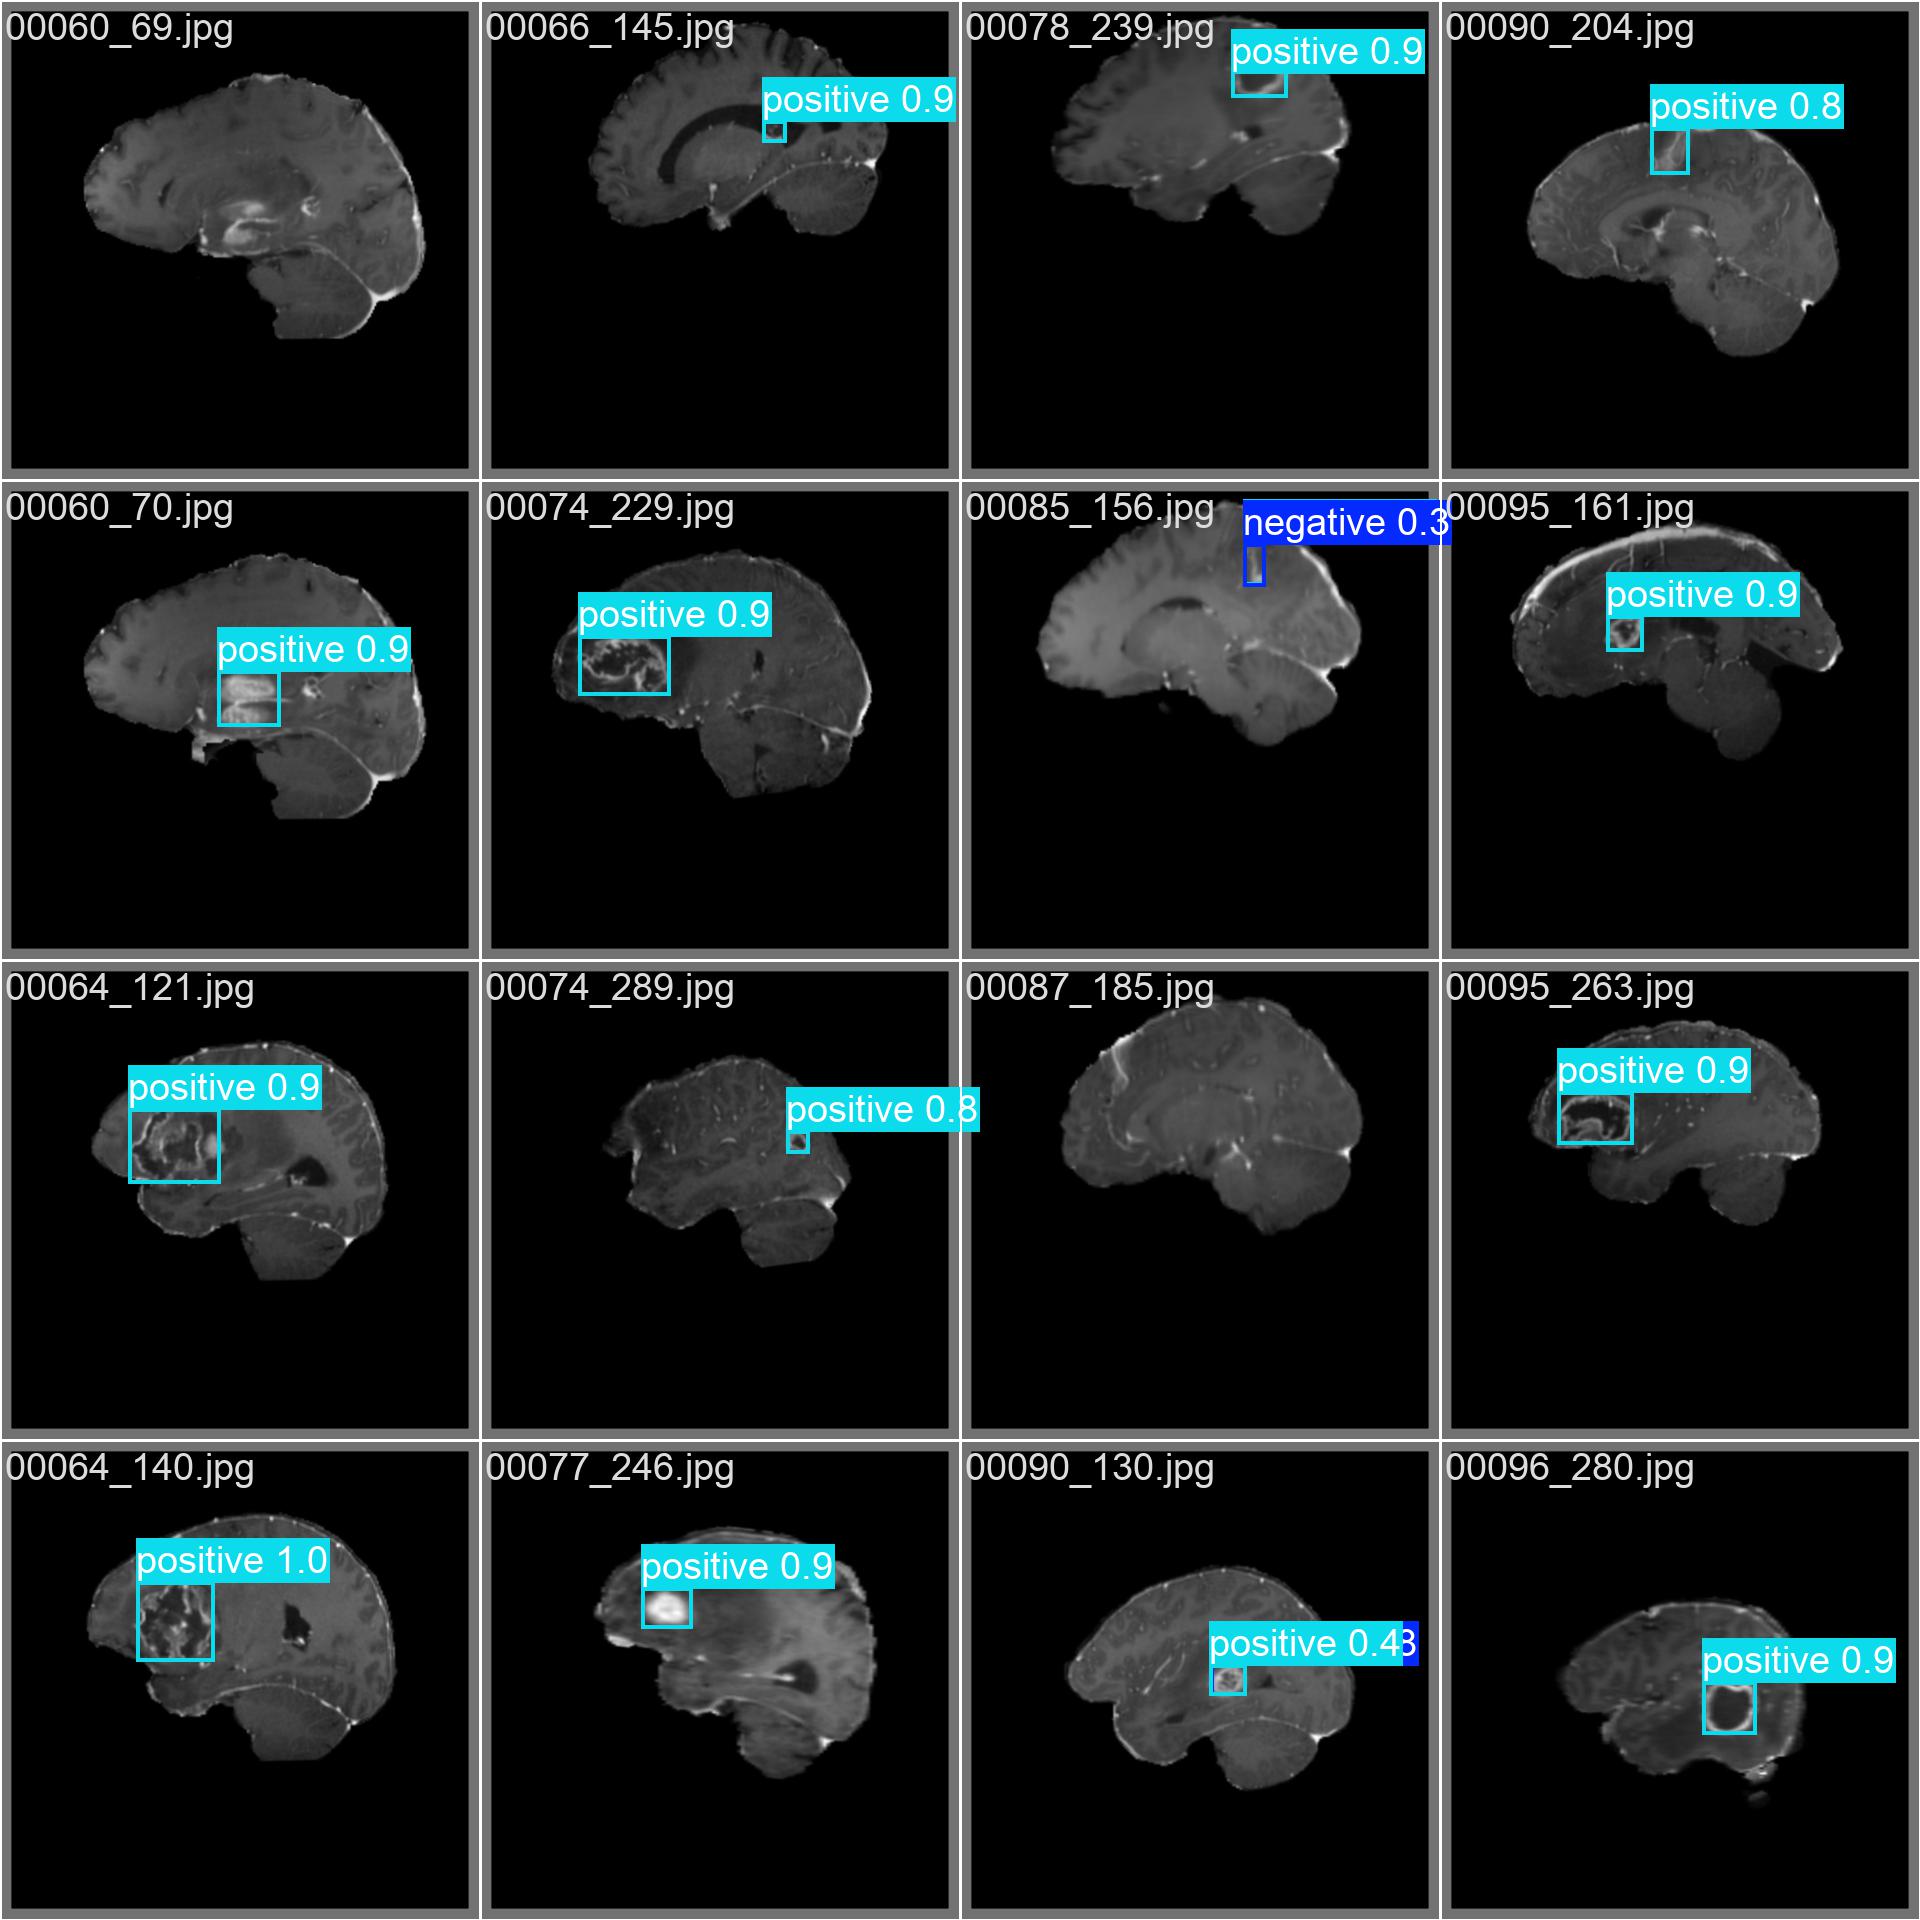 00060_69.jpg
00066_145.jpg
positive 0.9
00078_239.jpg
positive 0.9
00090_204.jpg
positive 0.8
00060_70.jpg
positive 0.9
00074_229.jpg
positive 0.9
00085_156.jpg
negative 0.3
00095_161.jpg
positive 0.9
00064_121.jpg
positive 0.9
00074_289.jpg
positive 0.8
00087_185.jpg
00095_263.jpg
positive 0.9
00064_140.jpg
positive 1.0
00077_246.jpg
positive 0.9
00090_130.jpg
positive 0.43
00096_280.jpg
positive 0.9